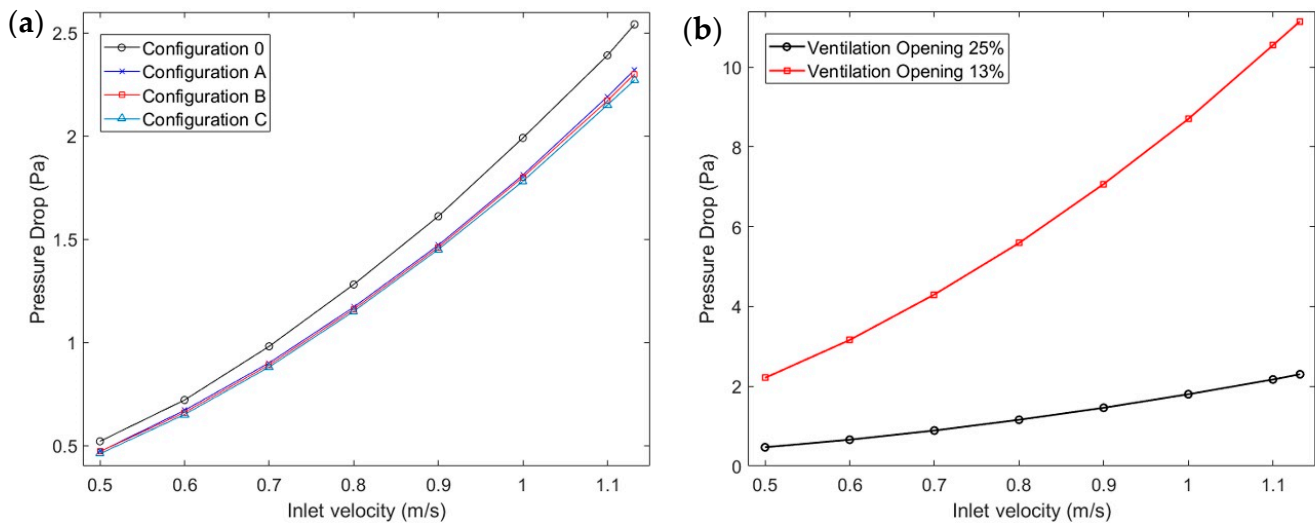 (a)
Pressure Drop (Pa)
2.5
2
1.5
1
0.5
Configuration 0
Configuration A
Configuration B
Configuration C
0.5 0.6 0.7 0.8 0.9 1 1.1
Inlet velocity (m/s)
(b)
Pressure Drop (Pa)
10
8
6
4
2
0
Ventilation Opening 25%
Ventilation Opening 13%
0.5 0.6 0.7 0.8 0.9 1 1.1
Inlet velocity (m/s)